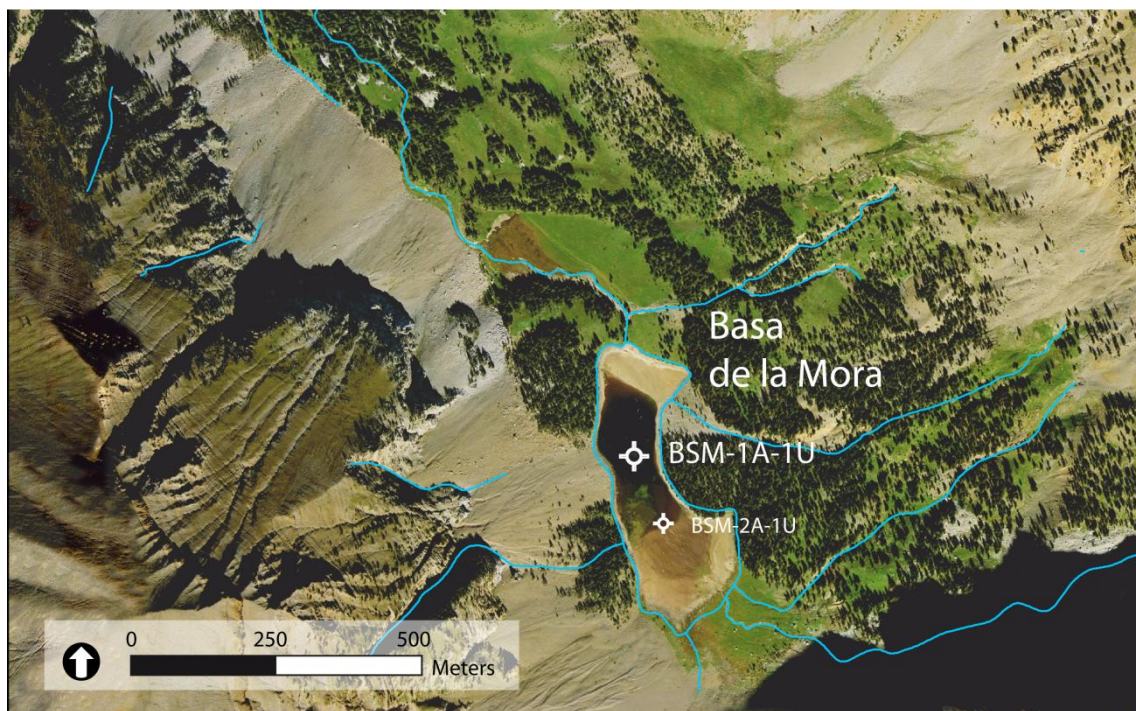 Basa
de la Mora
BSM-1A-1U
BSM-2A-1U
0 250 500
Meters